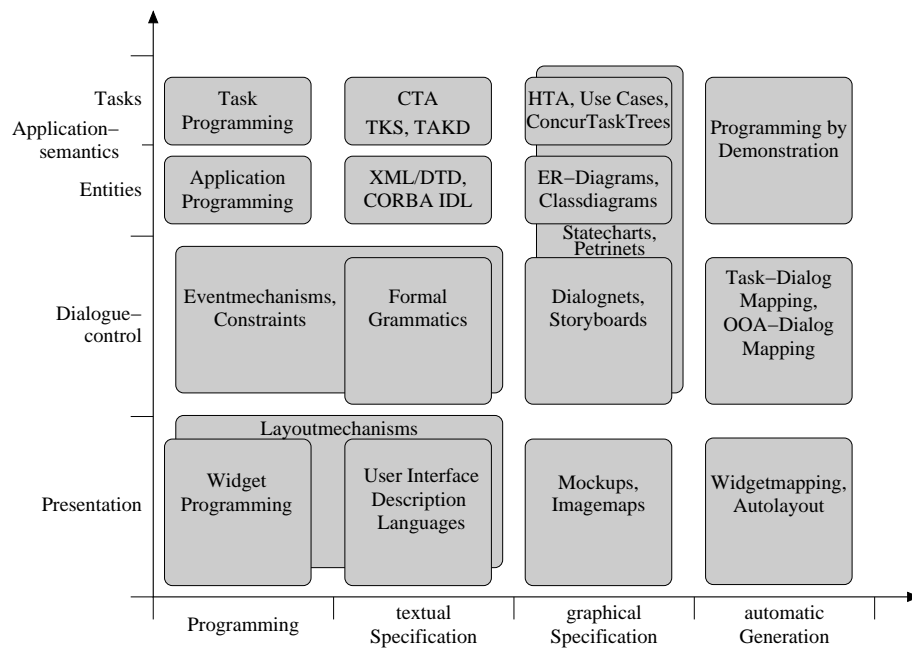 Tasks
Application–
semantics
Entities
Dialogue–
control
Presentation
Task
Programming
CTA
TKS, TAKD
HTA, Use Cases,
ConcurTaskTrees
Programming by
Demonstration
Application
Programming
XML/DTD,
CORBA IDL
ER–Diagrams,
Classdiagrams
Statecharts,
Petrinets
Eventmechanisms,
Constraints
Formal
Grammatics
Dialognets,
Storyboards
Task–Dialog
Mapping,
OOA–Dialog
Mapping
Layoutmechanisms
Widget
Programming
User Interface
Description
Languages
Mockups,
Imagemaps
Widgetmapping,
Autolayout
Programming
textual
Specification
graphical
Specification
automatic
Generation